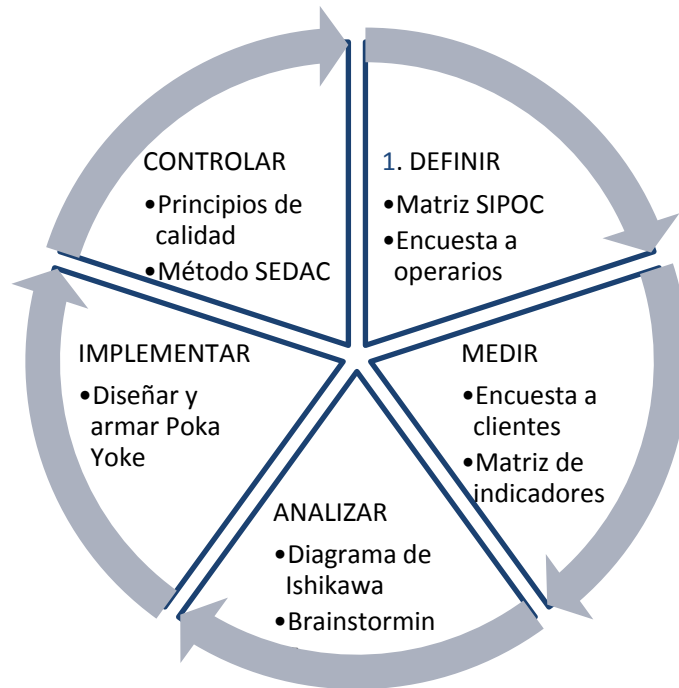 1. DEFINIR
•Matriz SIPOC
•Encuesta a
operarios
MEDIR
•Encuesta a
clientes
•Matriz de
indicadores
ANALIZAR
•Diagrama de
Ishikawa
•Brainstormin
IMPLEMENTAR
•Diseñar y
armar Poka
Yoke
CONTROLAR
•Principios de
calidad
•Método SEDAC